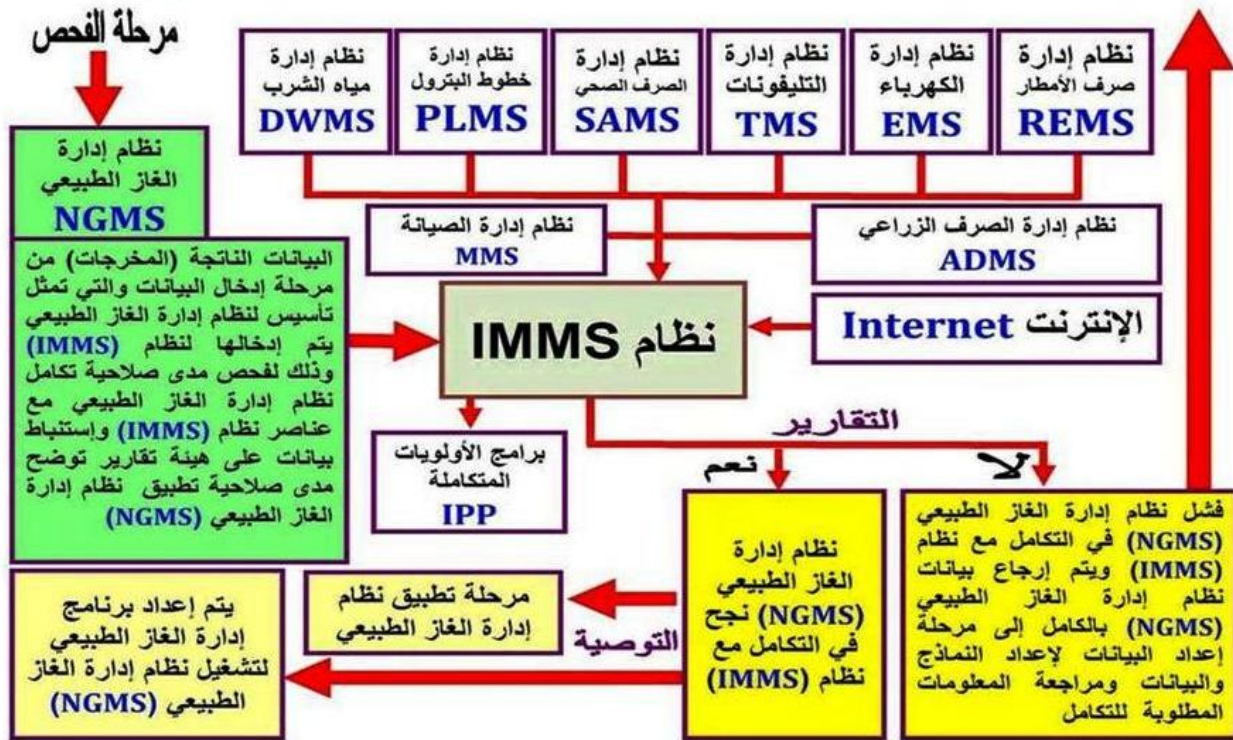 مرحلة الفحص
نظام إدارة
صرف الأمطار
REMS
نظام إدارة
الكهرباء
EMS
نظام إدارة
التليفونات
TMS
نظام إدارة
الصرف الصحي
SAMS
نظام إدارة
خطوط البترول
PLMS
نظام إدارة
مياه الشرب
DWMS
نظام إدارة
الغاز الطبيعي
NGMS
نظام إدارة الصرف الزراعي
ADMS
نظام إدارة الصيانة
MMS
البيانات الناتجة (المخرجات) من
مرحلة إدخال البيانات والتي تمثل
تأسيس لنظام إدارة الغاز الطبيعي
يتم إدخالها لنظام (IMMS)
وذلك لفحص مدى صلاحية تكامل
نظام إدارة الغاز الطبيعي مع
عناصر نظام (IMMS) وإستنباط
بيانات على هيئة تقارير توضح
مدى صلاحية تطبيق نظام إدارة
الغاز الطبيعي (NGMS)
نظام IMMS
الإنترنت Internet
التقارير
نعم
لا
برامج الأولويات
المتكاملة
IPP
فشل نظام إدارة الغاز الطبيعي
(NGMS) في التكامل مع نظام
(IMMS) ويتم إرجاع بيانات
نظام إدارة الغاز الطبيعي
(NGMS) بالكامل إلى مرحلة
إعداد البيانات لإعداد النماذج
والبيانات ومراجعة المعلومات
المطلوبة للتكامل
نظام إدارة
الغاز الطبيعي
(NGMS) نجح
في التكامل مع
نظام (IMMS)
مرحلة تطبيق نظام
إدارة الغاز الطبيعي
التوصية
يتم إعداد برنامج
إدارة الغاز الطبيعي
لتشغيل نظام إدارة الغاز
الطبيعي (NGMS)